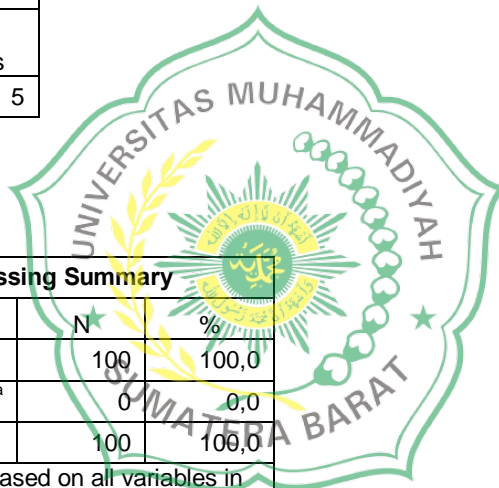 s
5
UNIVERSITAS MUHAMMADIYAH
SUMATERA BARAT
ssing Summary
N %
100 100,0
a 0 0,0
100 100,0
ased on all variables in